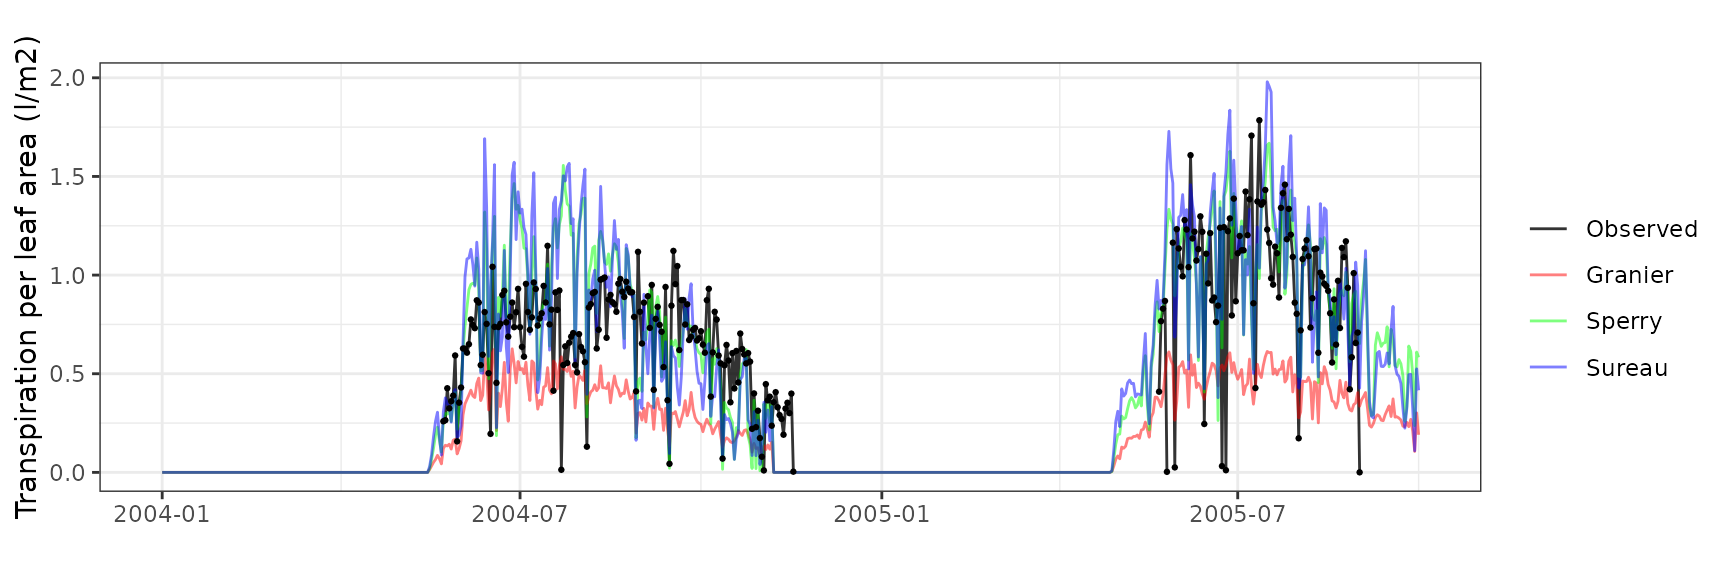 Transpiration per leaf area (l/m2)
2.0
1.5
1.0
0.5
0.0
2004-01
2004-07
2005-01
2005-07
Observed
Granier
Sperry
Sureau